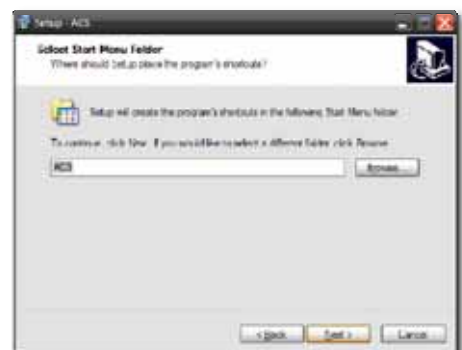 Setup - ACS
Select Start Menu Folder
Where should Setup place the program's shortcuts?
Setup will create the program's shortcuts in the following Start Menu folder.
To continue, click Next. If you would like to select a different folder, click Browse.
ACS
Browse...
< Back
Next >
Cancel